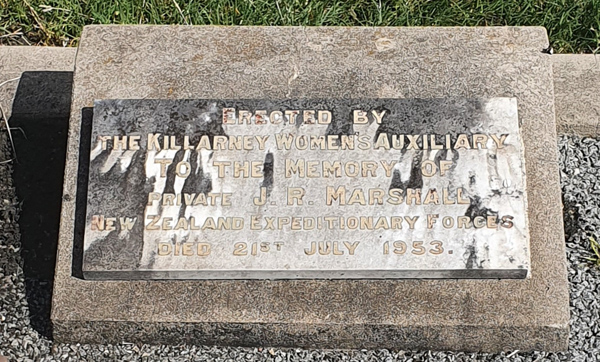 ERECTED BY
THE KILLARNEY WOMEN'S AUXILIARY
TO THE MEMORY OF
PRIVATE J. R. MARSHALL
NEW ZEALAND EXPEDITIONARY FORCES
DIED 21ST JULY 1953.